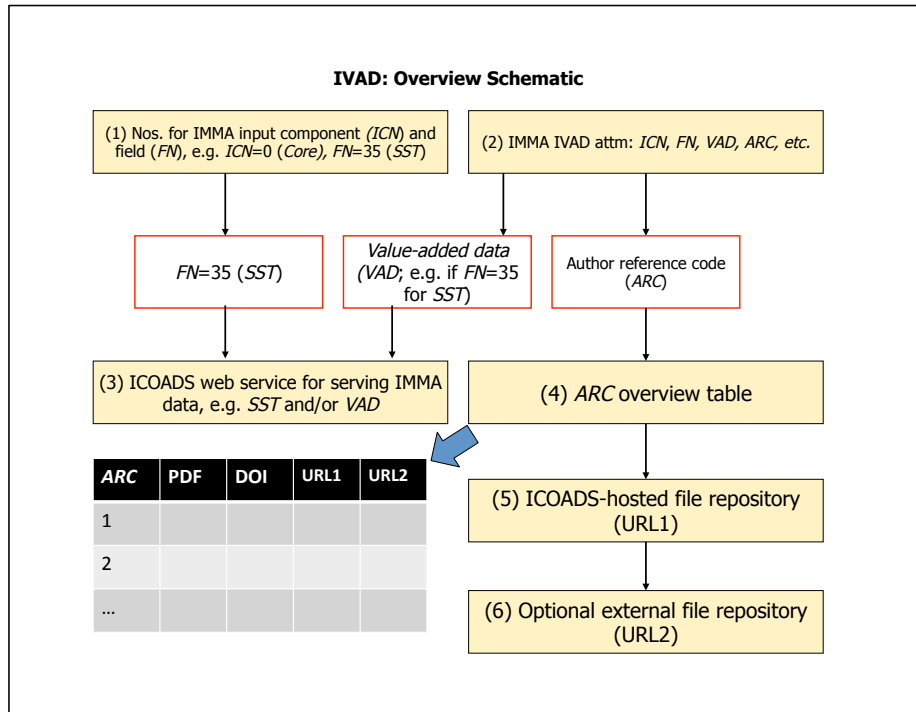 IVAD: Overview Schematic
(1) Nos. for IMMA input component (ICN) and
field (FN), e.g. ICN=0 (Core), FN=35 (SST)
(2) IMMA IVAD attm: ICN, FN, VAD, ARC, etc.
FN=35 (SST)
Value-added data
(VAD; e.g. if FN=35
for SST)
Author reference code
(ARC)
(3) ICOADS web service for serving IMMA
data, e.g. SST and/or VAD
(4) ARC overview table
ARC PDF DOI URL1 URL2
1
2
...
(5) ICOADS-hosted file repository
(URL1)
(6) Optional external file repository
(URL2)